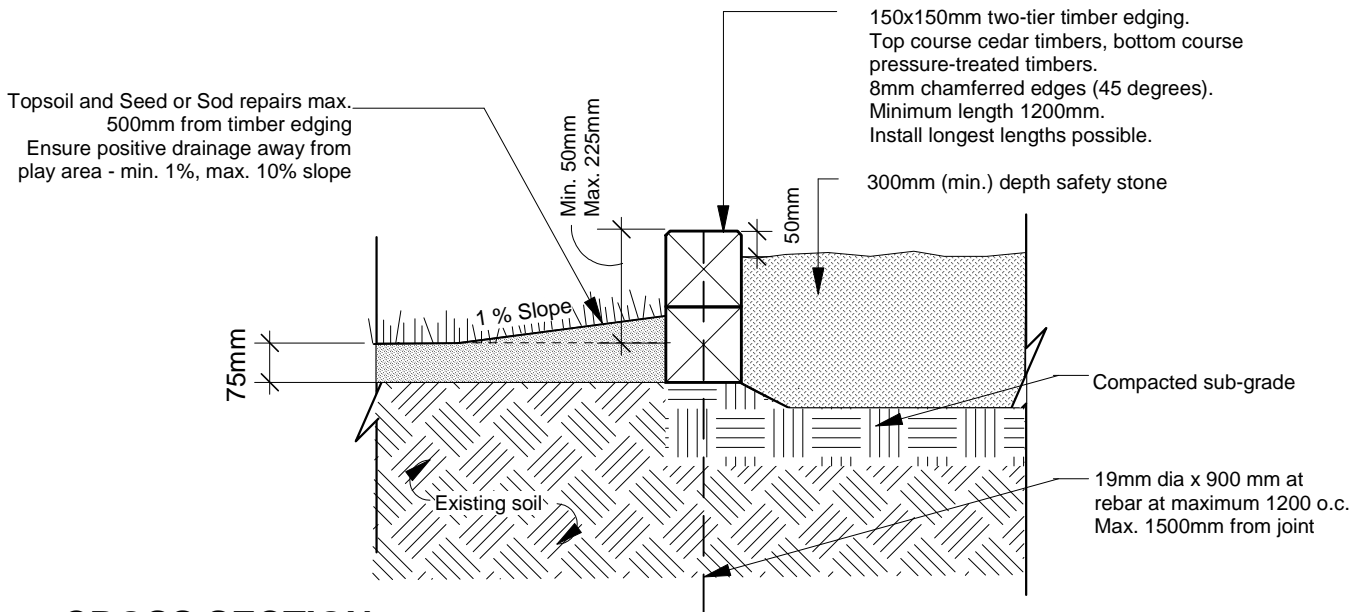 150x150mm two-tier timber edging.
Top course cedar timbers, bottom course
pressure-treated timbers.
8mm chamferred edges (45 degrees).
Minimum length 1200mm.
Install longest lengths possible.
Topsoil and Seed or Sod repairs max.
500mm from timber edging
Ensure positive drainage away from
play area - min. 1%, max. 10% slope
Min. 50mm
Max. 225mm
50mm
300mm (min.) depth safety stone
1 % Slope
75mm
Compacted sub-grade
Existing soil
19mm dia x 900 mm at
rebar at maximum 1200 o.c.
Max. 1500mm from joint